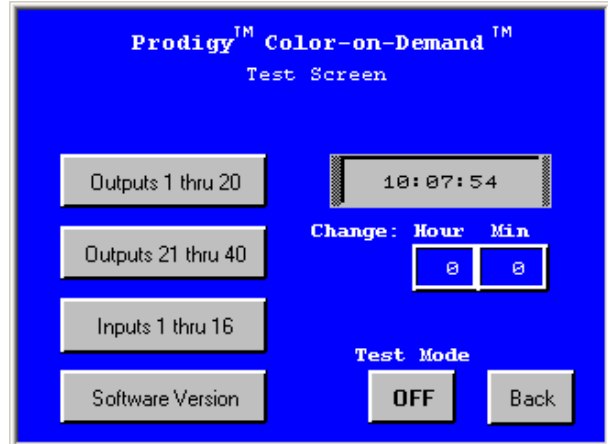 Prodigy™ Color-on-Demand™
Test Screen
Outputs 1 thru 20
10:07:54
Change: Hour Min
Outputs 21 thru 40
0 0
Inputs 1 thru 16
Test Mode
Software Version
OFF
Back